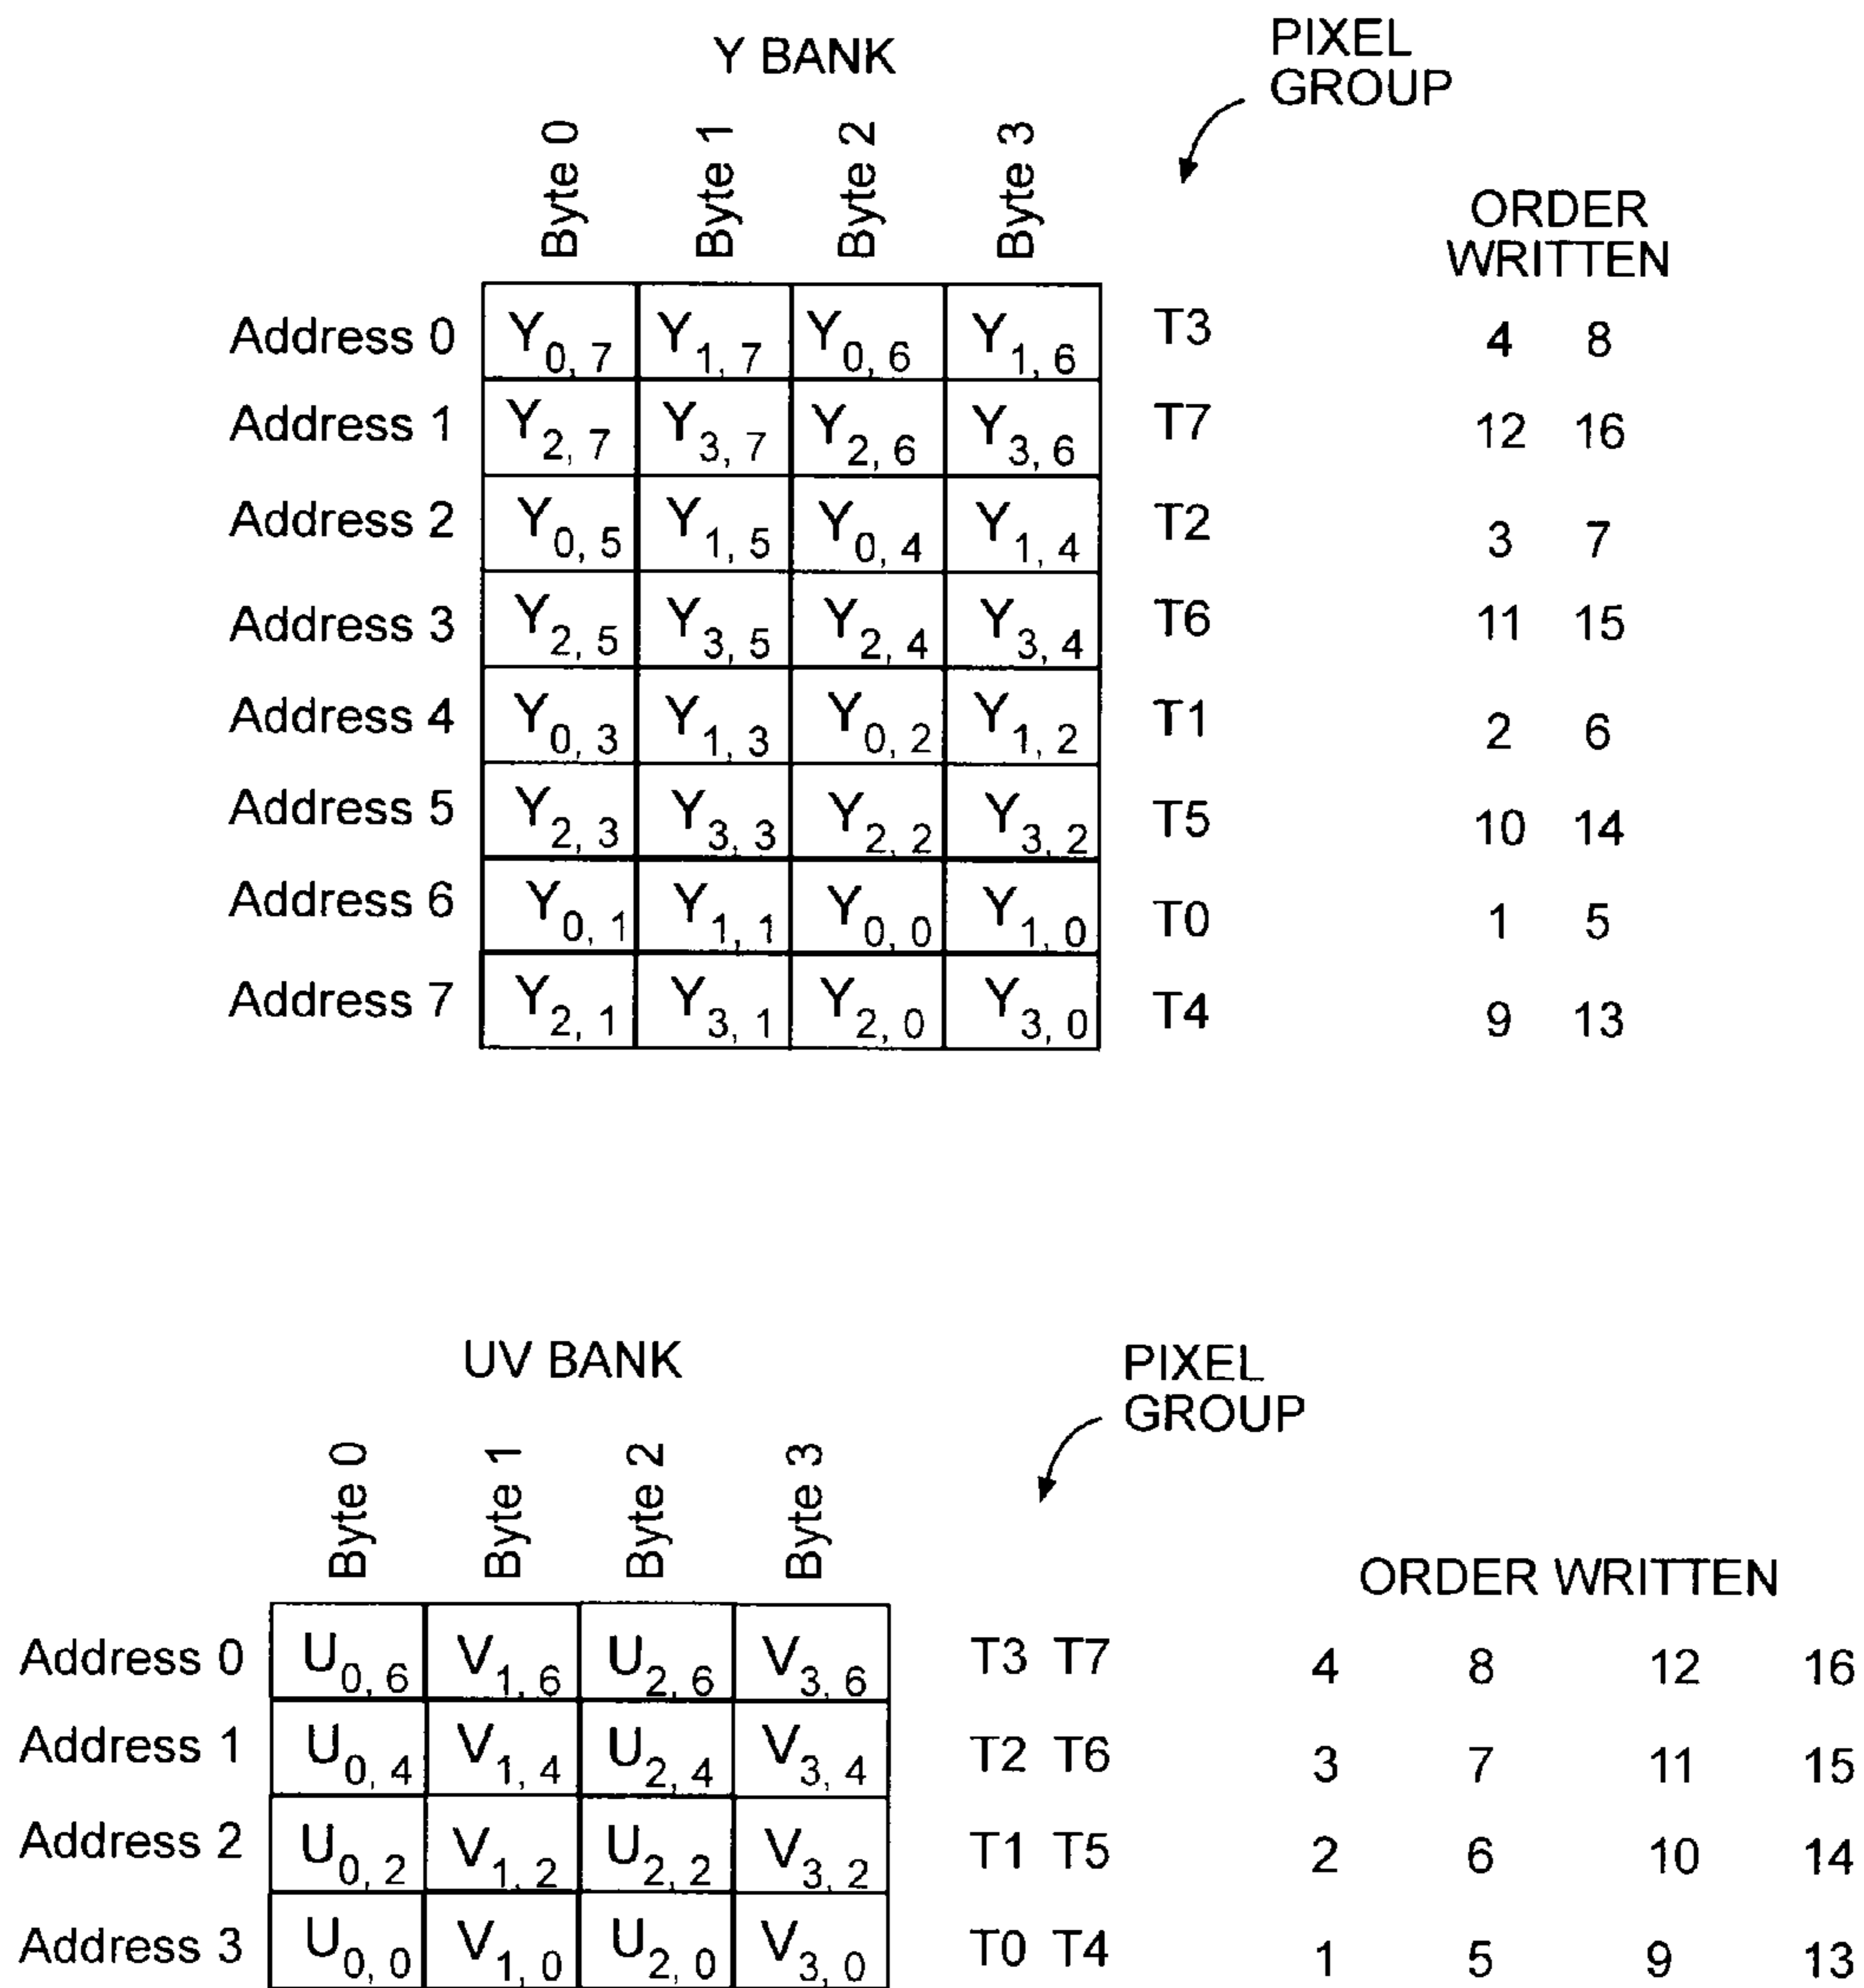 Y BANK
PIXEL
GROUP
Byte 0 Byte 1 Byte 2 Byte 3
ORDER
WRITTEN
Address 0 Y0, 7 Y1, 7 Y0, 6 Y1, 6 T3 4 8
Address 1 Y2, 7 Y3, 7 Y2, 6 Y3, 6 T7 12 16
Address 2 Y0, 5 Y1, 5 Y0, 4 Y1, 4 T2 3 7
Address 3 Y2, 5 Y3, 5 Y2, 4 Y3, 4 T6 11 15
Address 4 Y0, 3 Y1, 3 Y0, 2 Y1, 2 T1 2 6
Address 5 Y2, 3 Y3, 3 Y2, 2 Y3, 2 T5 10 14
Address 6 Y0, 1 Y1, 1 Y0, 0 Y1, 0 T0 1 5
Address 7 Y2, 1 Y3, 1 Y2, 0 Y3, 0 T4 9 13
UV BANK
PIXEL
GROUP
Byte 0 Byte 1 Byte 2 Byte 3
ORDER WRITTEN
Address 0 U0, 6 V1, 6 U2, 6 V3, 6 T3 T7 4 8 12 16
Address 1 U0, 4 V1, 4 U2, 4 V3, 4 T2 T6 3 7 11 15
Address 2 U0, 2 V1, 2 U2, 2 V3, 2 T1 T5 2 6 10 14
Address 3 U0, 0 V1, 0 U2, 0 V3, 0 T0 T4 1 5 9 13